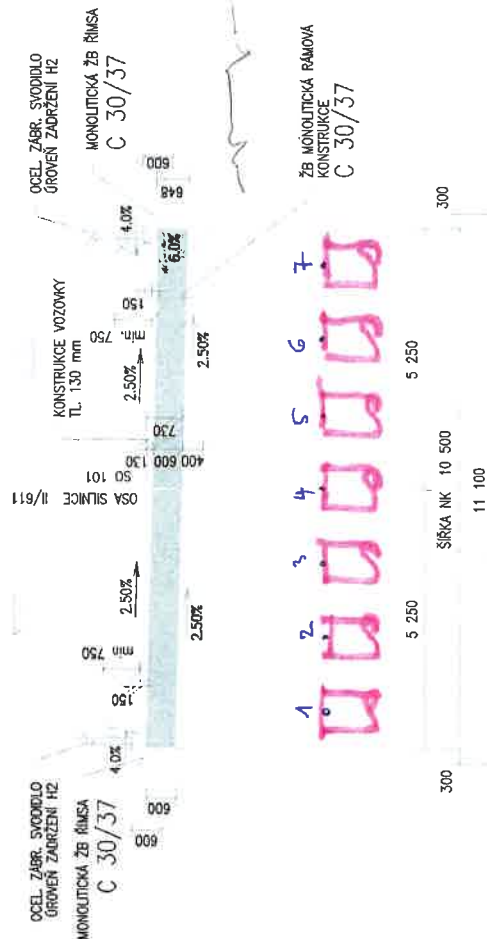 OCEL. ZÁBR. SVODIDLO
ÚROVEŇ ZADRŽENÍ H2
MONOLITICKÁ ŽB ŘÍMSA
C 30/37
600
600
4.0%
150
min 750
2.50%
2.50%
OSA SILNICE II/611
SO 101
KONSTRUKCE VOZOVKY
TL. 130 mm
400 600 130
730
2.50%
min. 750
150
2.50%
4.0%
6.0%
OCEL. ZÁBR. SVODIDLO
ÚROVEŇ ZADRŽENÍ H2
MONOLITICKÁ ŽB ŘÍMSA
C 30/37
600
648
ŽB MONOLITICKÁ RÁMOVÁ
KONSTRUKCE
C 30/37
1 2 3 4 5 6 7
5 250
5 250
ŠÍŘKA NK 10 500
300
11 100
300